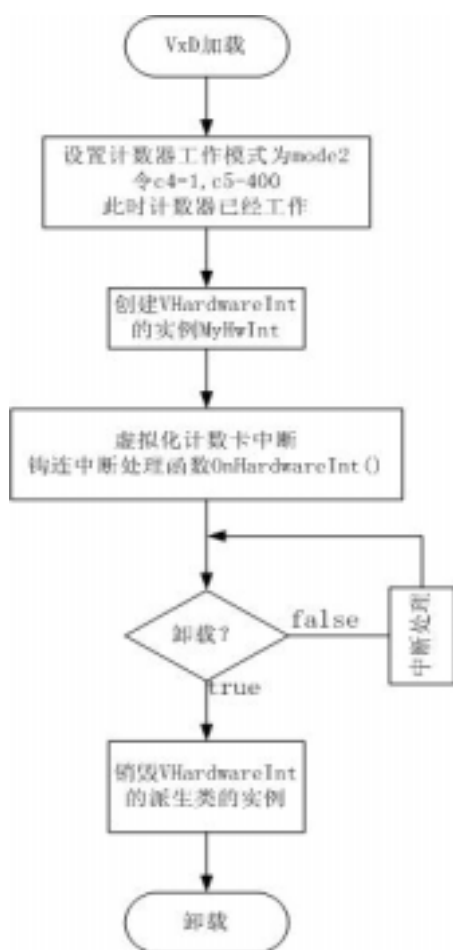 VxD加载
设置计数器工作模式为mode2
令c4=1,c5-400
此时计数器已经工作
创建VHardwareInt
的实例MyHwInt
虚拟化计数卡中断
钩连中断处理函数OnHardwareInt()
卸载?
false
中断处理
true
销毁VHardwareInt
的派生类的实例
卸载